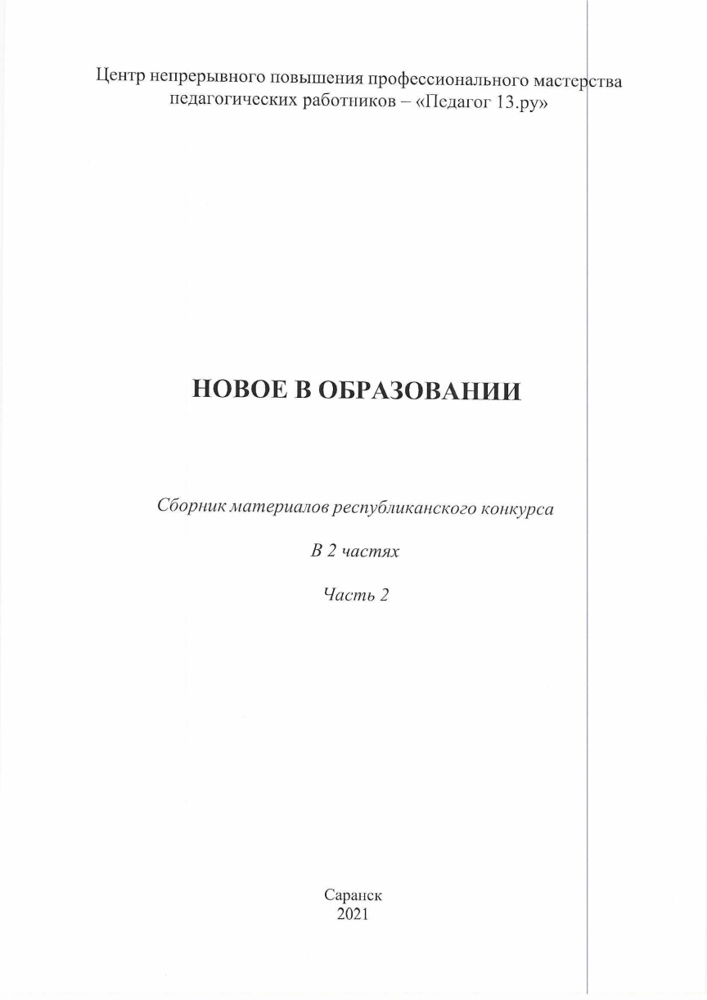 Центр непрерывного повышения профессионального мастерства
педагогических работников – «Педагог 13.ру»
НОВОЕ В ОБРАЗОВАНИИ
Сборник материалов республиканского конкурса
В 2 частях
Часть 2
Саранск
2021